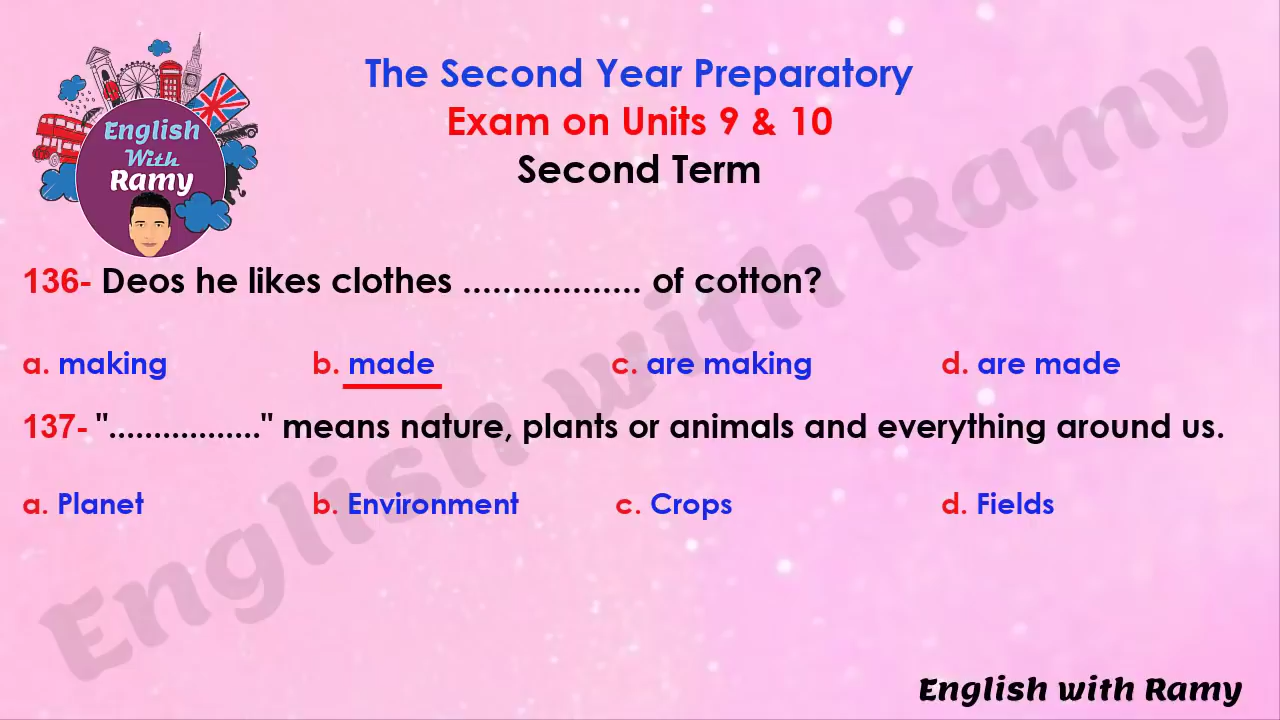 English
With
Ramy
The Second Year Preparatory
Exam on Units 9 & 10
Second Term
136- Deos he likes clothes .................. of cotton?
a. making b. made c. are making d. are made
137- "................." means nature, plants or animals and everything around us.
a. Planet b. Environment c. Crops d. Fields
English with Ramy
English with Ramy